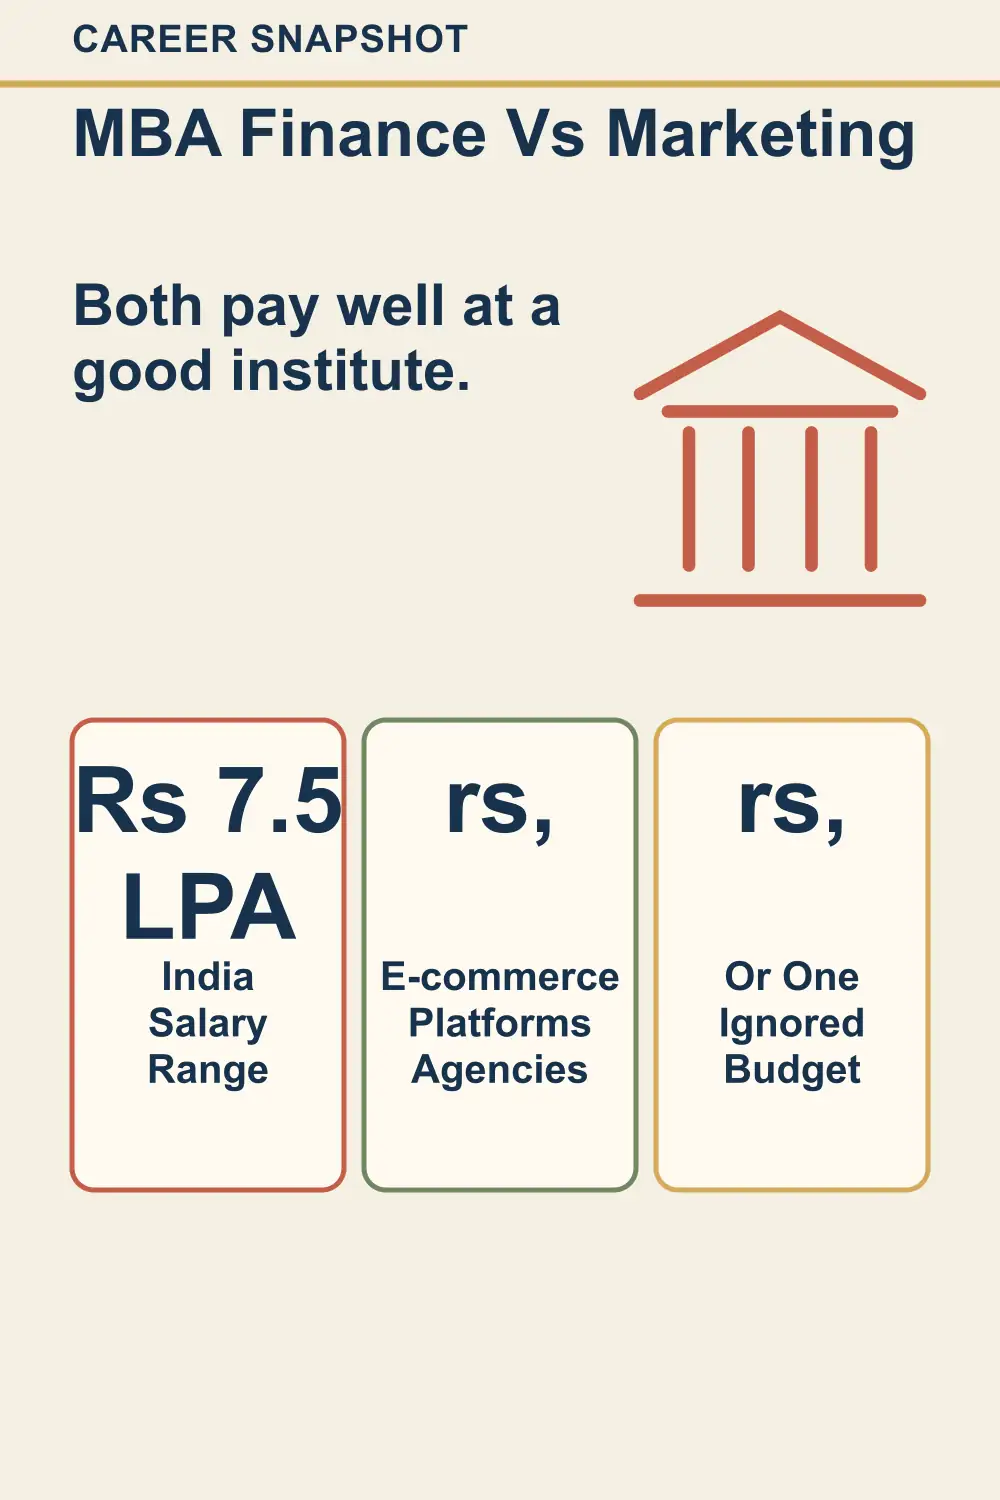 CAREER SNAPSHOT
MBA Finance Vs Marketing
Both pay well at a
good institute.
Rs 7.5
LPA
India
Salary
Range
rs,
E-commerce
Platforms
Agencies
rs,
Or One
Ignored
Budget